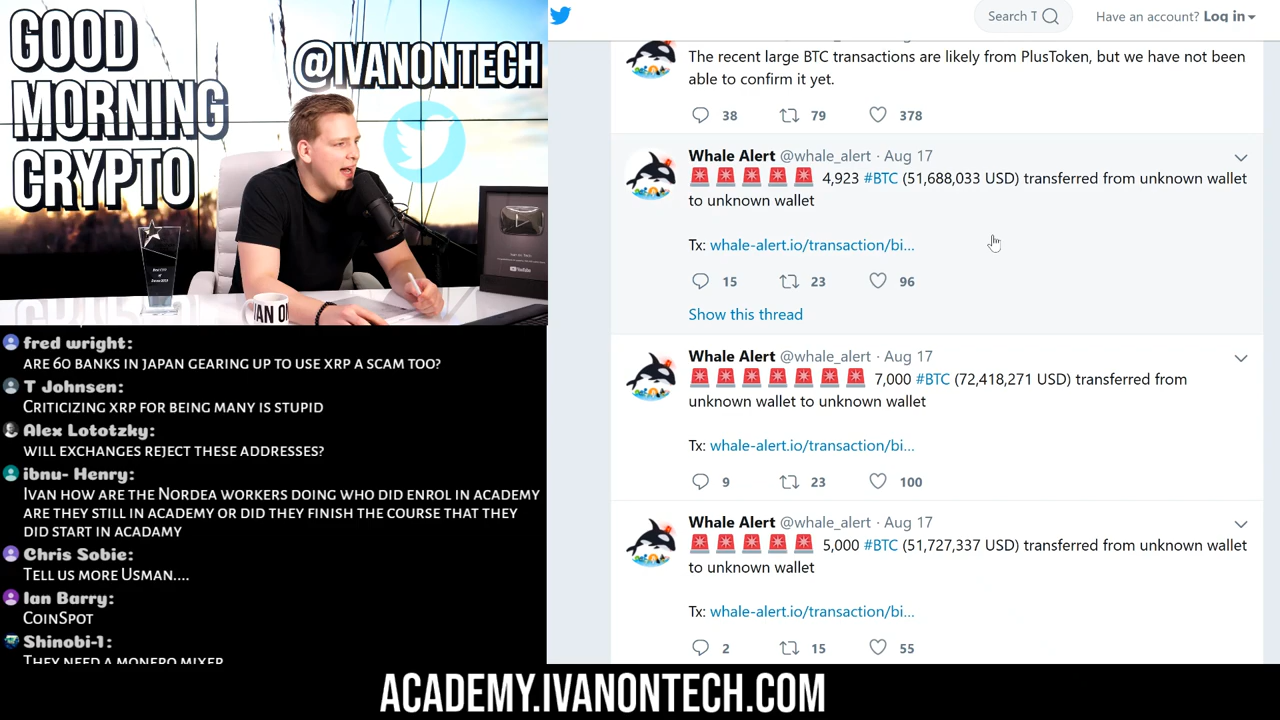 GOOD
MORNING
CRYPTO
@IVANONTECH
IVAN ON
YouTube
fred wright:
ARE 60 BANKS IN JAPAN GEARING UP TO USE XRP A SCAM TOO?
T Johnsen:
CRITICIZING XRP FOR BEING MANY IS STUPID
Alex Lototzky:
WILL EXCHANGES REJECT THESE ADDRESSES?
ibnu- Henry:
IVAN HOW ARE THE NORDEA WORKERS DOING WHO DID ENROL IN ACADEMY
ARE THEY STILL IN ACADEMY OR DID THEY FINISH THE COURSE THAT THEY
DID START IN ACADAMY
Chris Sobie:
TELL US MORE USMAN....
Ian Barry:
COINSPOT
Shinobi-1:
THEY NEED A MONERO MIXER
Search T
Have an account? Log in
The recent large BTC transactions are likely from PlusToken, but we have not been
able to confirm it yet.
38 79 378
Whale Alert @whale_alert · Aug 17
4,923 #BTC (51,688,033 USD) transferred from unknown wallet
to unknown wallet
Tx: whale-alert.io/transaction/bi...
15 23 96
Show this thread
Whale Alert @whale_alert · Aug 17
7,000 #BTC (72,418,271 USD) transferred from
unknown wallet to unknown wallet
Tx: whale-alert.io/transaction/bi...
9 23 100
Whale Alert @whale_alert · Aug 17
5,000 #BTC (51,727,337 USD) transferred from unknown wallet
to unknown wallet
Tx: whale-alert.io/transaction/bi...
2 15 55
ACADEMY.IVANONTECH.COM